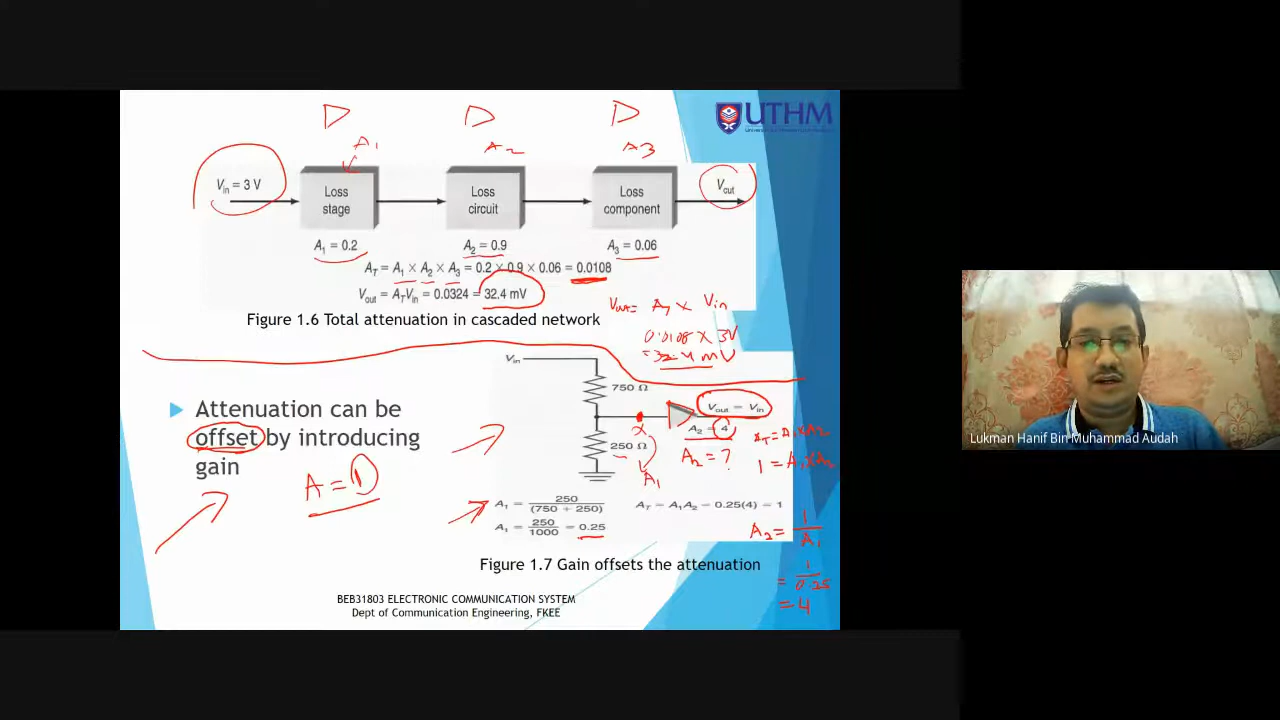 UTHM
D D D
A1
A2
A3
Vin = 3 V
Loss stage
Loss circuit
Loss component
Vout
A1 = 0.2
A2 = 0.9
A3 = 0.06
AT = A1 × A2 × A3 = 0.2 × 0.9 × 0.06 = 0.0108
Vout = ATVin = 0.0324 = 32.4 mV
Vout = AT × Vin
0.0108 × 3V
= 32.4 mV
Figure 1.6 Total attenuation in cascaded network
Vin
750 Ω
Attenuation can be
offset by introducing
gain
A = 1
Vout = Vin
A2 = 4
X
250 Ω
A2 = ?
A1
AT = A1 × A2
1 = A1 × A2
A1 = 250 / (750 + 250)
AT = A1A2 = 0.25(4) = 1
A1 = 250 / 1000 = 0.25
A2 = 1 / A1
= 1 / 0.25
= 4
Figure 1.7 Gain offsets the attenuation
BEB31803 ELECTRONIC COMMUNICATION SYSTEM
Dept of Communication Engineering, FKEE
Lukman Hanif Bin Muhammad Audah